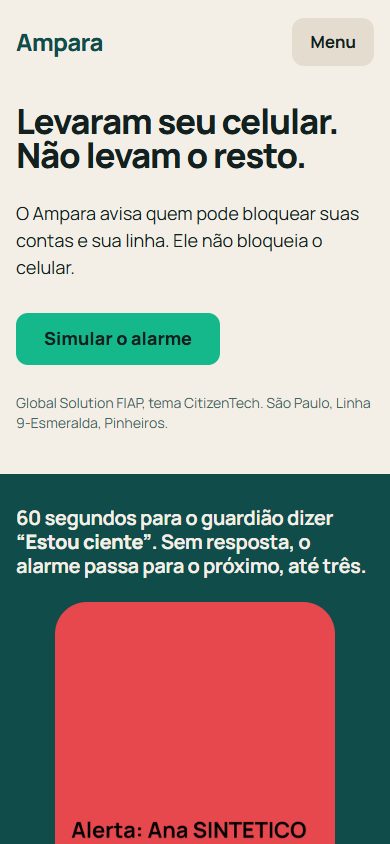 Ampara
Menu
Levaram seu celular.
Não levam o resto.
O Ampara avisa quem pode bloquear suas
contas e sua linha. Ele não bloqueia o
celular.
Simular o alarme
Global Solution FIAP, tema CitizenTech. São Paulo, Linha
9-Esmeralda, Pinheiros.
60 segundos para o guardião dizer
“Estou ciente”. Sem resposta, o
alarme passa para o próximo, até três.
Alerta: Ana SINTETICO